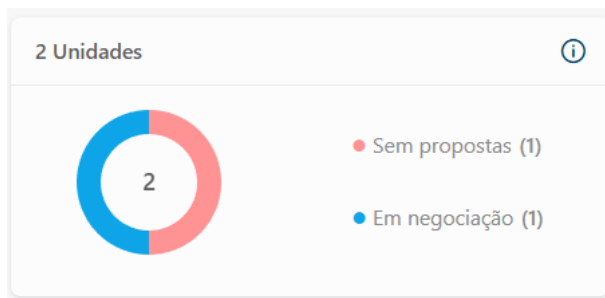 2 Unidades
2
Sem propostas (1)
Em negociação (1)